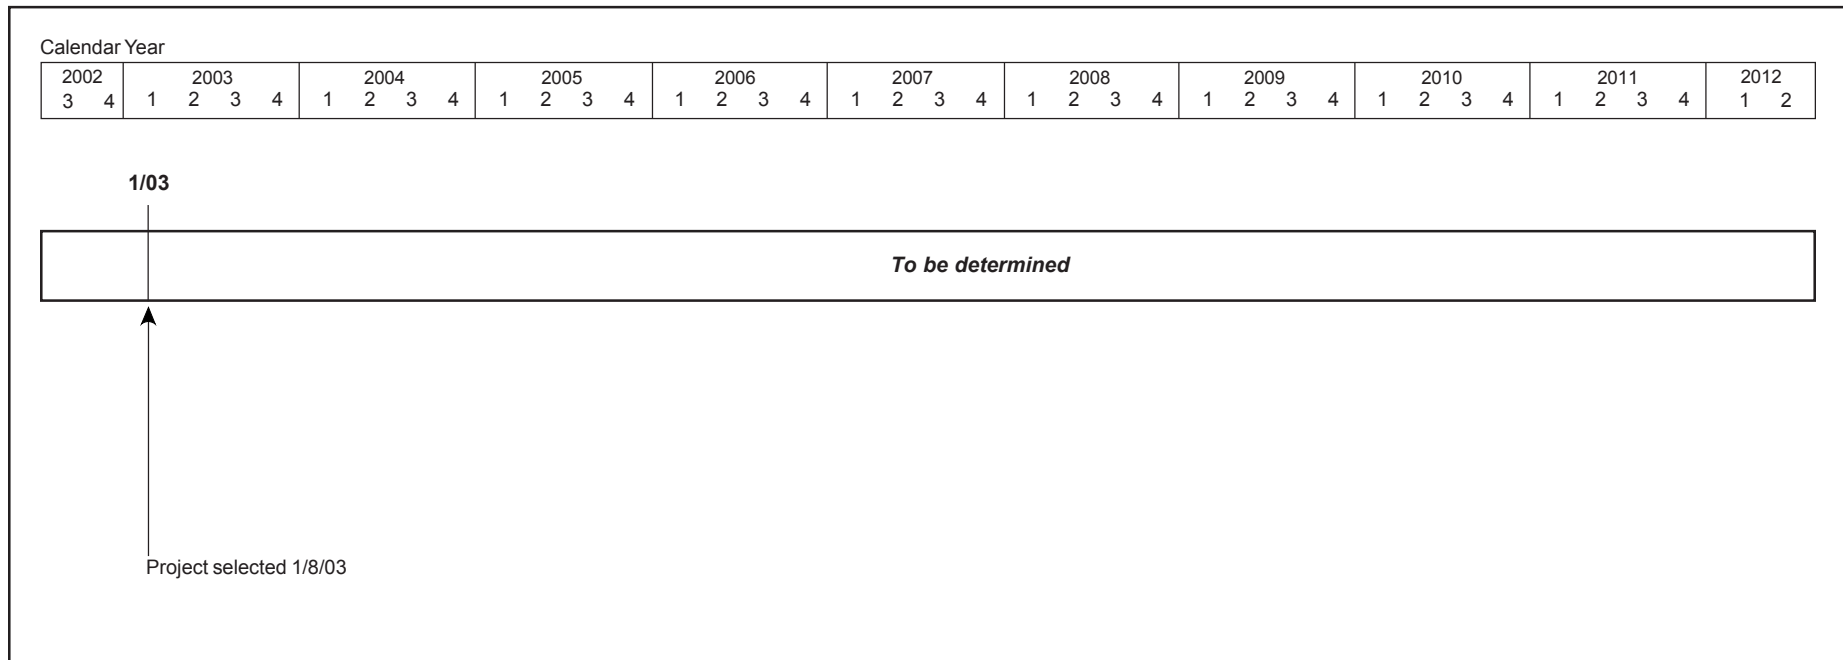 Calendar Year
2002 2003 2004 2005 2006 2007 2008 2009 2010 2011 2012
3 4 1 2 3 4 1 2 3 4 1 2 3 4 1 2 3 4 1 2 3 4 1 2 3 4 1 2 3 4 1 2 3 4 1 2 3 4 1 2
1/03
To be determined
Project selected 1/8/03